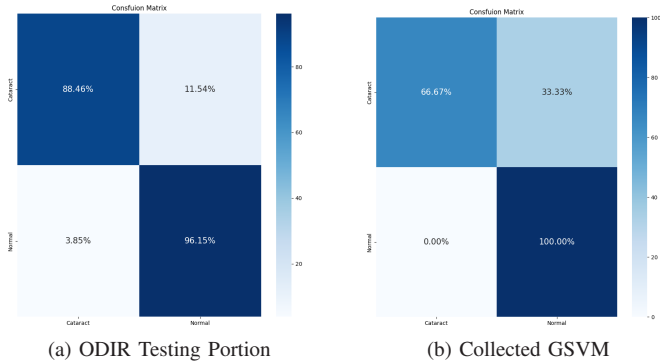 Consfuion Matrix
Cataract
88.46%
11.54%
Normal
3.85%
96.15%
Cataract
Normal
80
60
40
20
(a) ODIR Testing Portion
Consfuion Matrix
Cataract
66.67%
33.33%
Normal
0.00%
100.00%
Cataract
Normal
100
80
60
40
20
0
(b) Collected GSVM